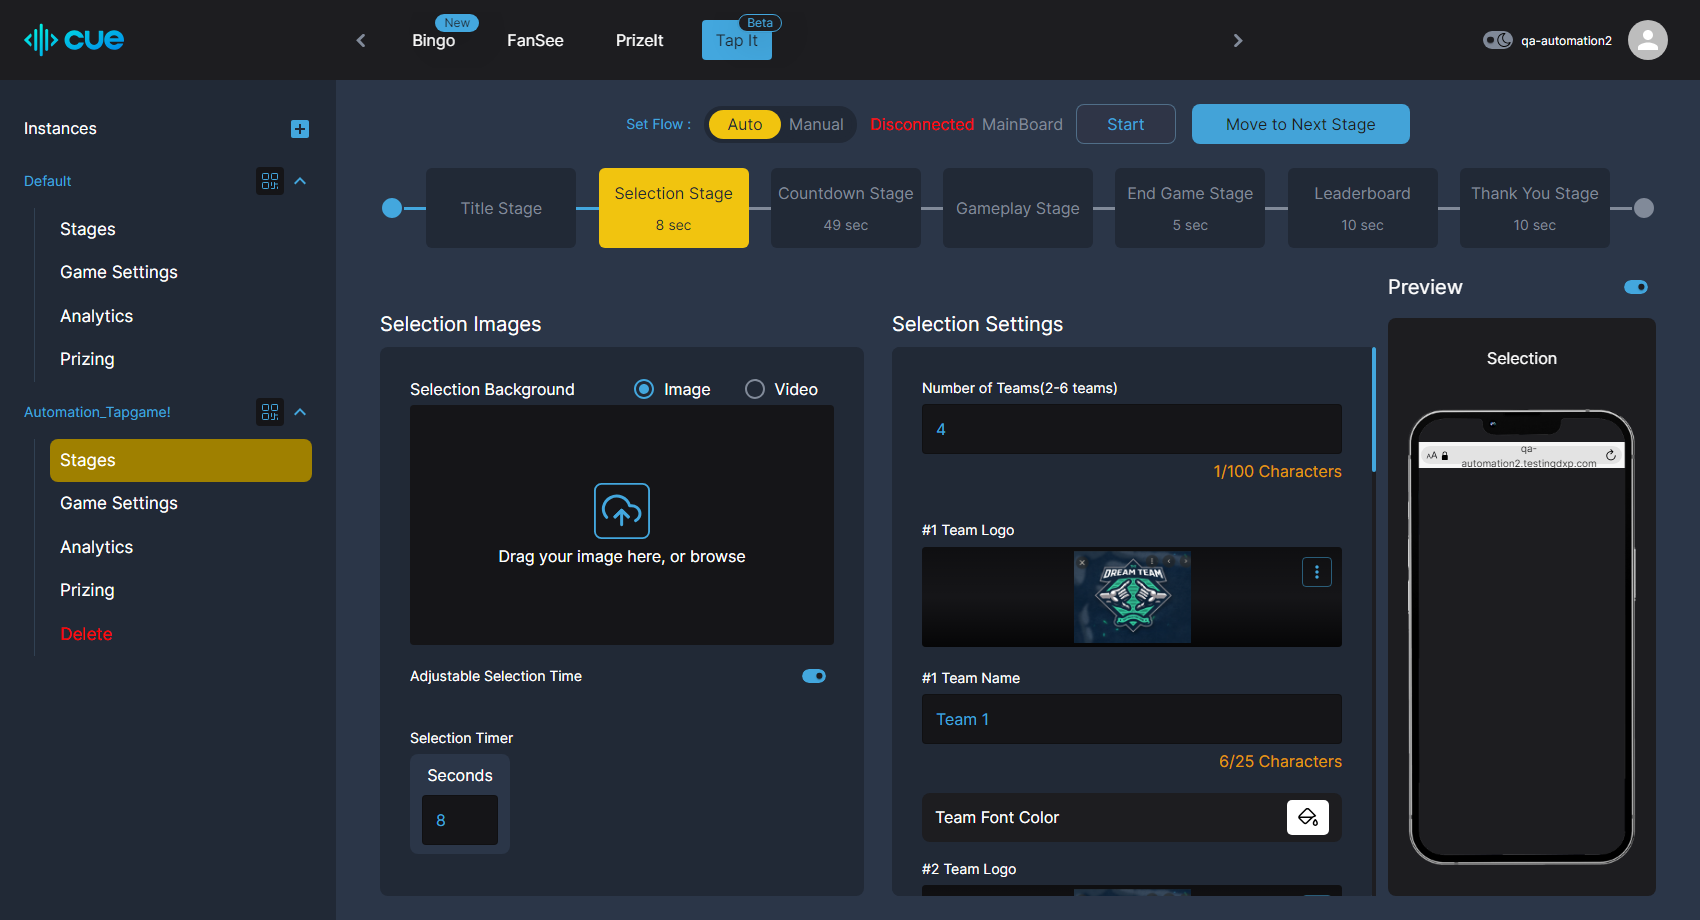 cue
Bingo
New
FanSee
PrizeIt
Tap It
Beta
qa-automation2
Instances
Default
Stages
Game Settings
Analytics
Prizing
Automation_Tapgame!
Stages
Game Settings
Analytics
Prizing
Delete
Set Flow :
Auto
Manual
Disconnected MainBoard
Start
Move to Next Stage
Title Stage
Selection Stage
8 sec
Countdown Stage
49 sec
Gameplay Stage
End Game Stage
5 sec
Leaderboard
10 sec
Thank You Stage
10 sec
Selection Images
Selection Background
Image
Video
Drag your image here, or browse
Adjustable Selection Time
Selection Timer
Seconds
8
Selection Settings
Number of Teams(2-6 teams)
4
1/100 Characters
#1 Team Logo
DREAM TEAM
#1 Team Name
Team 1
6/25 Characters
Team Font Color
#2 Team Logo
Preview
Selection
AA
qa-
automation2.testingdxp.com